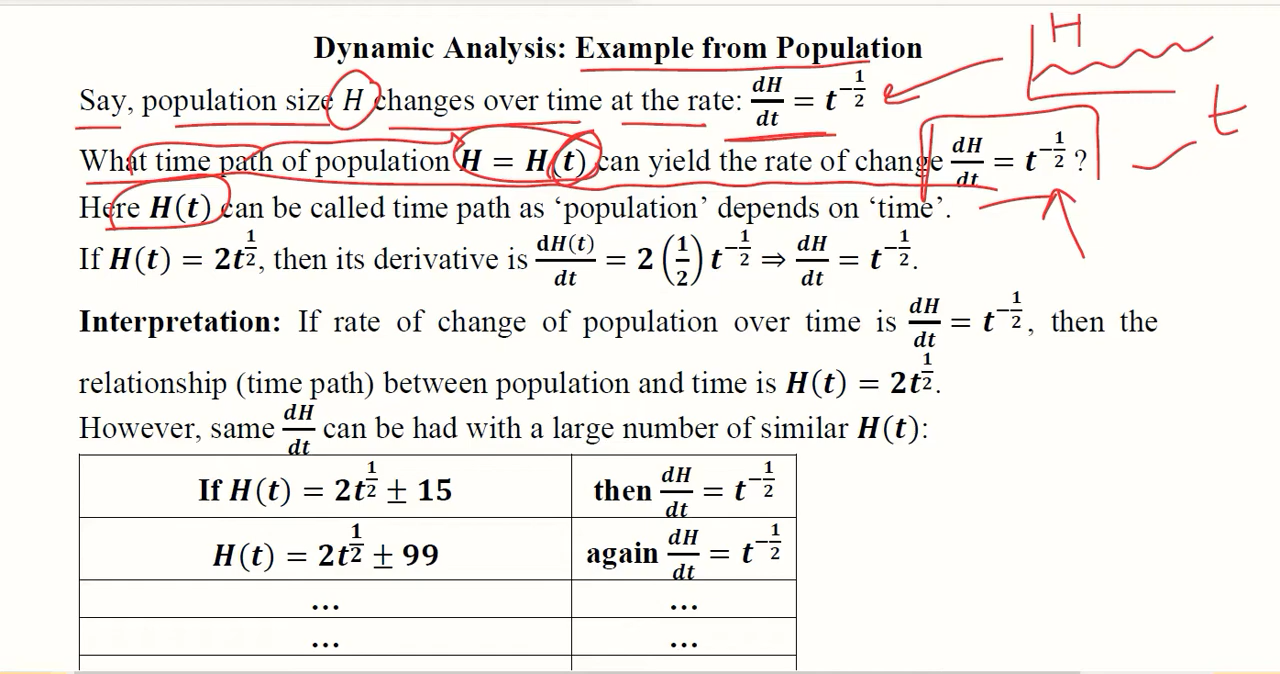 Dynamic Analysis: Example from Population
H
Say, population size H changes over time at the rate: dH/dt = t^(-1/2)
t
What time path of population H = H(t) can yield the rate of change dH/dt = t^(-1/2) ?
Here H(t) can be called time path as ‘population’ depends on ‘time’.
If H(t) = 2t^(1/2), then its derivative is dH(t)/dt = 2(1/2)t^(-1/2) ⇒ dH/dt = t^(-1/2).
Interpretation: If rate of change of population over time is dH/dt = t^(-1/2), then the
relationship (time path) between population and time is H(t) = 2t^(1/2).
However, same dH/dt can be had with a large number of similar H(t):
If H(t) = 2t^(1/2) ± 15 then dH/dt = t^(-1/2)
H(t) = 2t^(1/2) ± 99 again dH/dt = t^(-1/2)
... ...
... ...